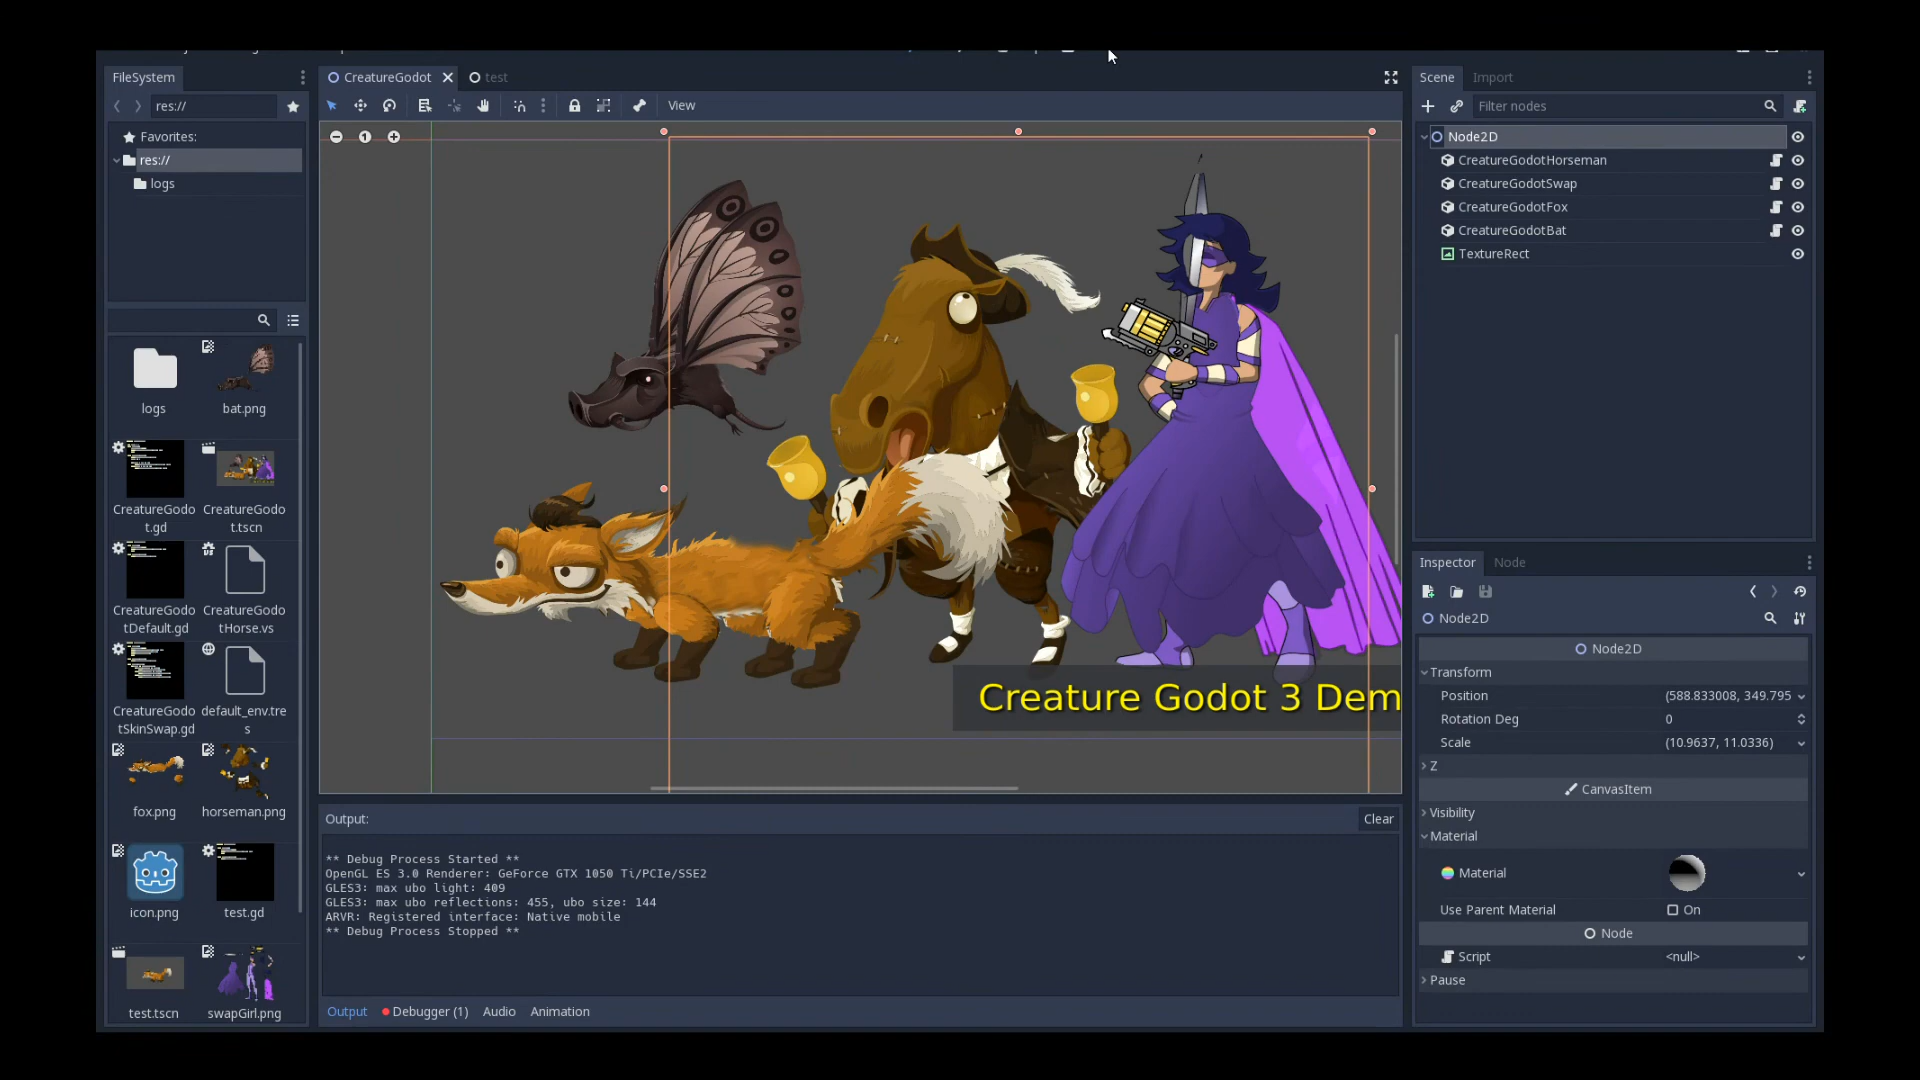 FileSystem
res://
Favorites:
res://
logs
logs
bat.png
CreatureGodo
t.gd
CreatureGodo
t.tscn
CreatureGodo
tDefault.gd
CreatureGodo
tHorse.vs
CreatureGodo
tSkinSwap.gd
default_env.tre
s
fox.png
horseman.png
icon.png
test.gd
test.tscn
swapGirl.png
CreatureGodot
test
View
1
Creature Godot 3 Dem
Output:
Clear
** Debug Process Started **
OpenGL ES 3.0 Renderer: GeForce GTX 1050 Ti/PCIe/SSE2
GLES3: max ubo light: 409
GLES3: max ubo reflections: 455, ubo size: 144
ARVR: Registered interface: Native mobile
** Debug Process Stopped **
Output
Debugger (1)
Audio
Animation
Scene
Import
Filter nodes
Node2D
CreatureGodotHorseman
CreatureGodotSwap
CreatureGodotFox
CreatureGodotBat
TextureRect
Inspector
Node
Node2D
Node2D
Transform
Position (588.833008, 349.795
Rotation Deg 0
Scale (10.9637, 11.0336)
Z
CanvasItem
Visibility
Material
Material
Use Parent Material On
Node
Script <null>
Pause